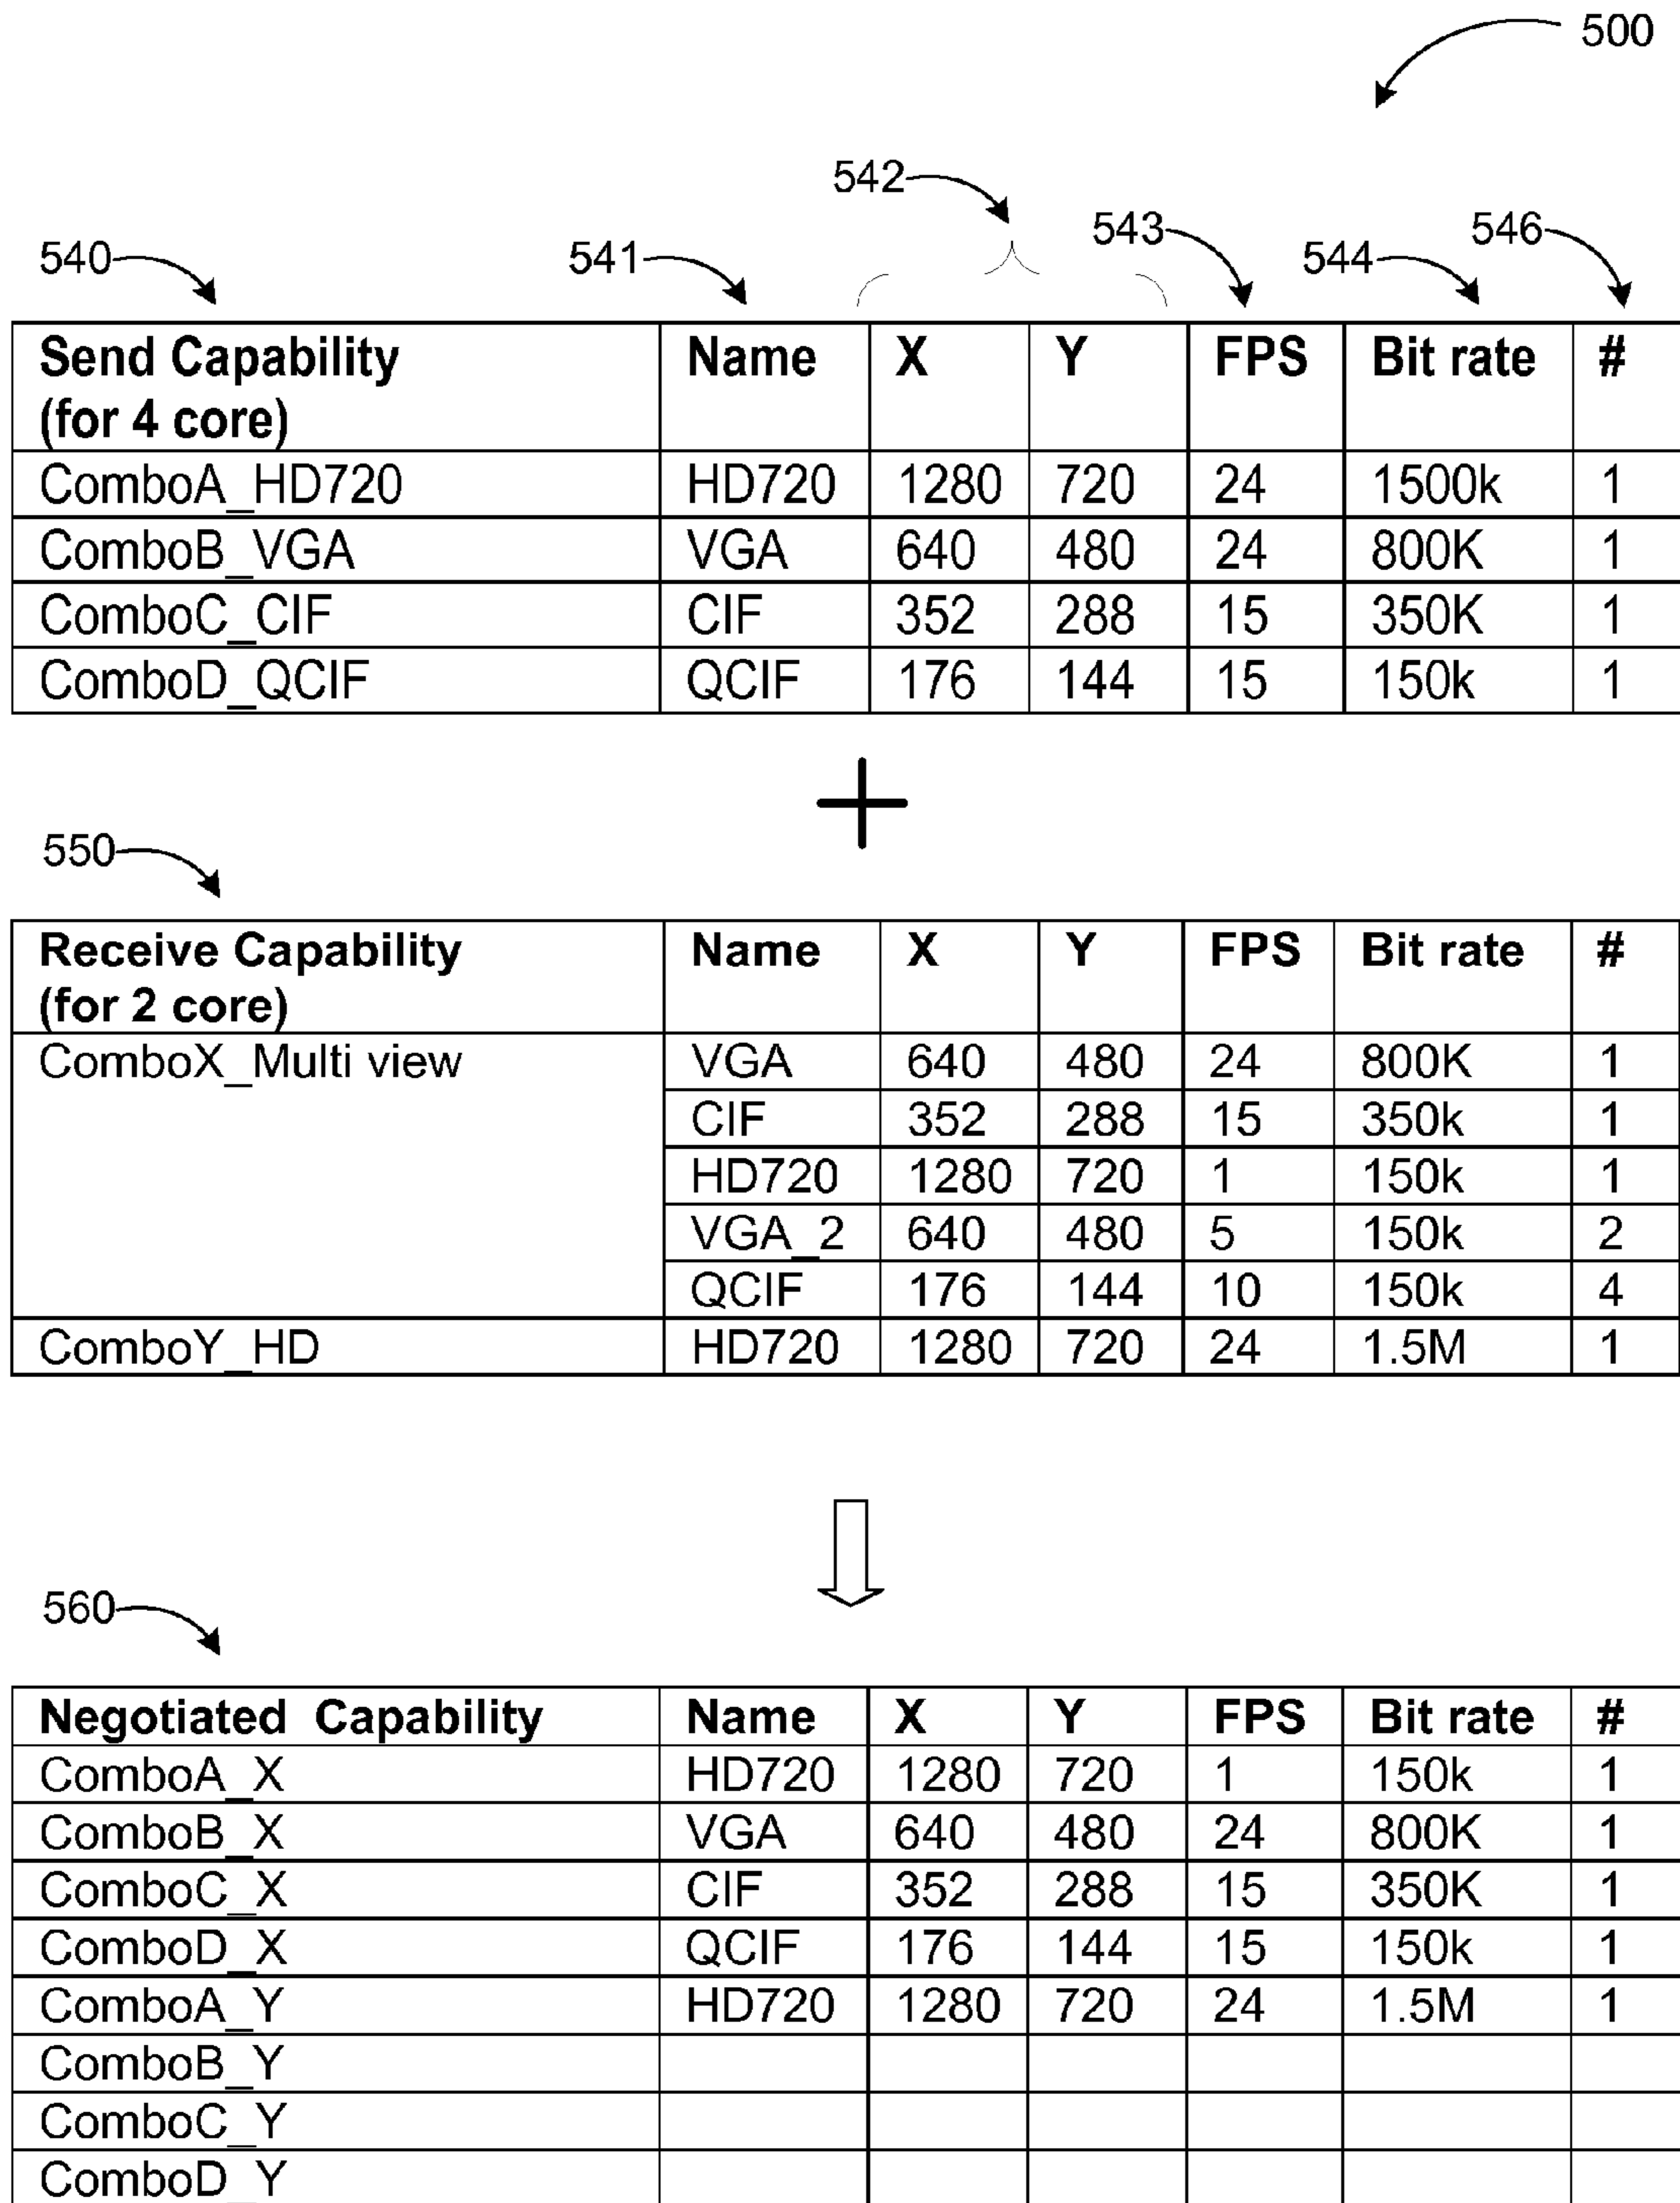 500
542
543
546
540
541
544
Send Capability (for 4 core) Name X Y FPS Bit rate #
ComboA_HD720 HD720 1280 720 24 1500k 1
ComboB_VGA VGA 640 480 24 800K 1
ComboC_CIF CIF 352 288 15 350K 1
ComboD_QCIF QCIF 176 144 15 150k 1
+
550
Receive Capability (for 2 core) Name X Y FPS Bit rate #
ComboX_Multi view VGA 640 480 24 800K 1
CIF 352 288 15 350k 1
HD720 1280 720 1 150k 1
VGA_2 640 480 5 150k 2
QCIF 176 144 10 150k 4
ComboY_HD HD720 1280 720 24 1.5M 1
560
Negotiated Capability Name X Y FPS Bit rate #
ComboA_X HD720 1280 720 1 150k 1
ComboB_X VGA 640 480 24 800K 1
ComboC_X CIF 352 288 15 350K 1
ComboD_X QCIF 176 144 15 150k 1
ComboA_Y HD720 1280 720 24 1.5M 1
ComboB_Y
ComboC_Y
ComboD_Y